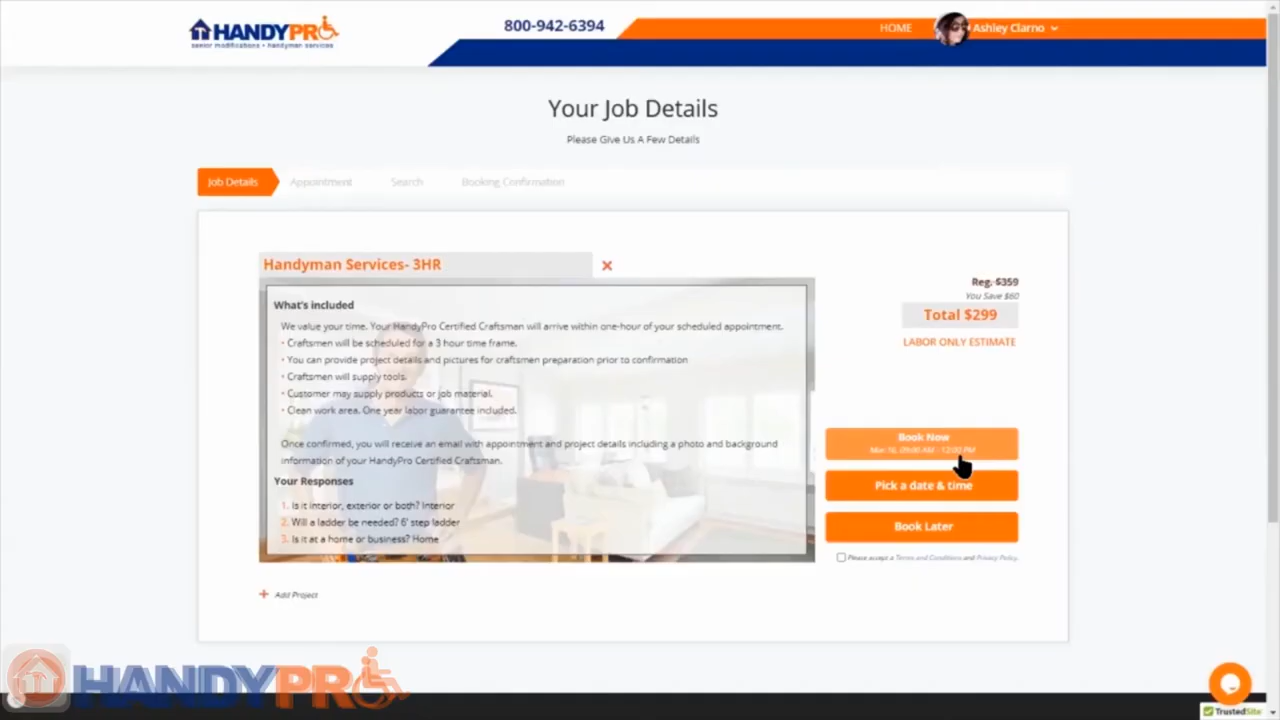 HANDYPRO
senior modifications • handyman services
800-942-6394
HOME
Ashley Clarno
Your Job Details
Please Give Us A Few Details
Job Details
Appointment
Search
Booking Confirmation
Handyman Services- 3HR
What's included
We value your time. Your HandyPro Certified Craftsman will arrive within one-hour of your scheduled appointment.
• Craftsmen will be scheduled for a 3 hour time frame.
• You can provide project details and pictures for craftsmen preparation prior to confirmation
• Craftsmen will supply tools.
• Customer may supply products or job material.
• Clean work area. One year labor guarantee included.
Once confirmed, you will receive an email with appointment and project details including a photo and background
information of your HandyPro Certified Craftsman.
Your Responses
1. Is it interior, exterior or both? Interior
2. Will a ladder be needed? 6' step ladder
3. Is it at a home or business? Home
Reg. $359
You Save $60
Total $299
LABOR ONLY ESTIMATE
Book Now
Mar 16, 09:00 AM - 12:00 PM
Pick a date & time
Book Later
Please accept a Terms and Conditions and Privacy Policy.
+ Add Project
HANDYPRO
TrustedSite